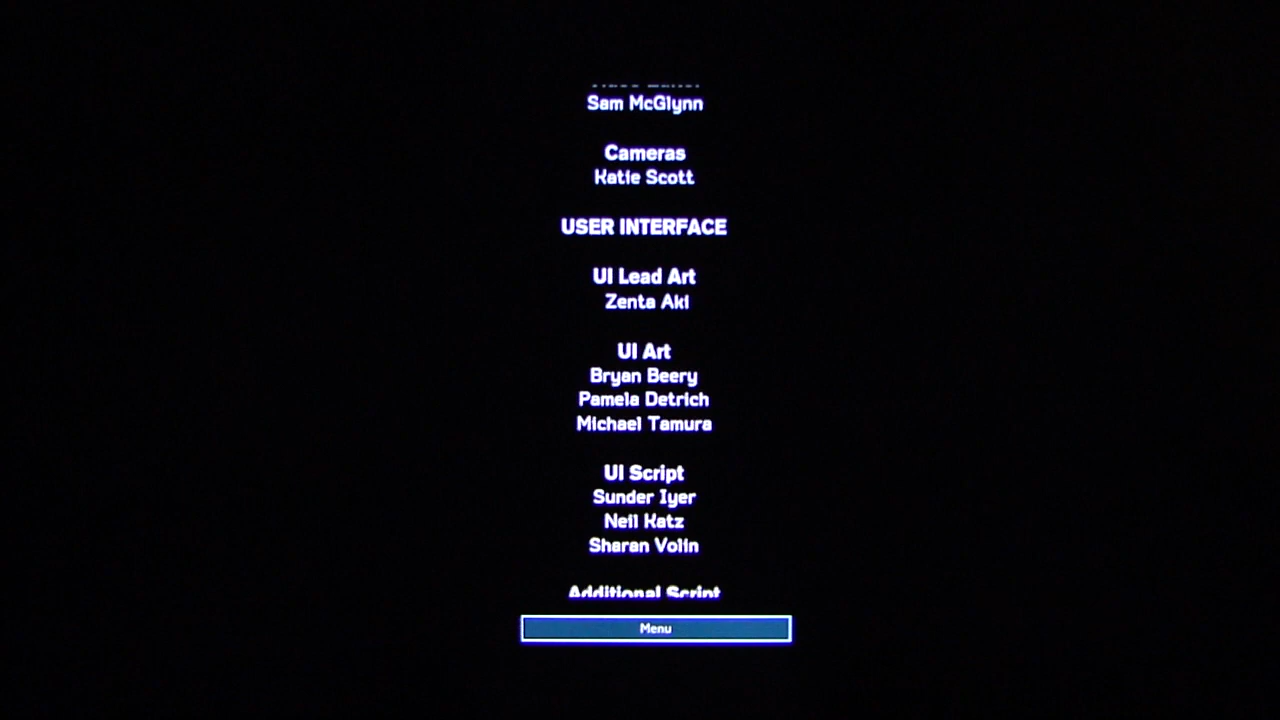 Sam McGlynn
Cameras
Katie Scott
USER INTERFACE
UI Lead Art
Zenta Aki
UI Art
Bryan Beery
Pamela Detrich
Michael Tamura
UI Script
Sunder Iyer
Neil Katz
Sharan Volin
Additional Script
Menu